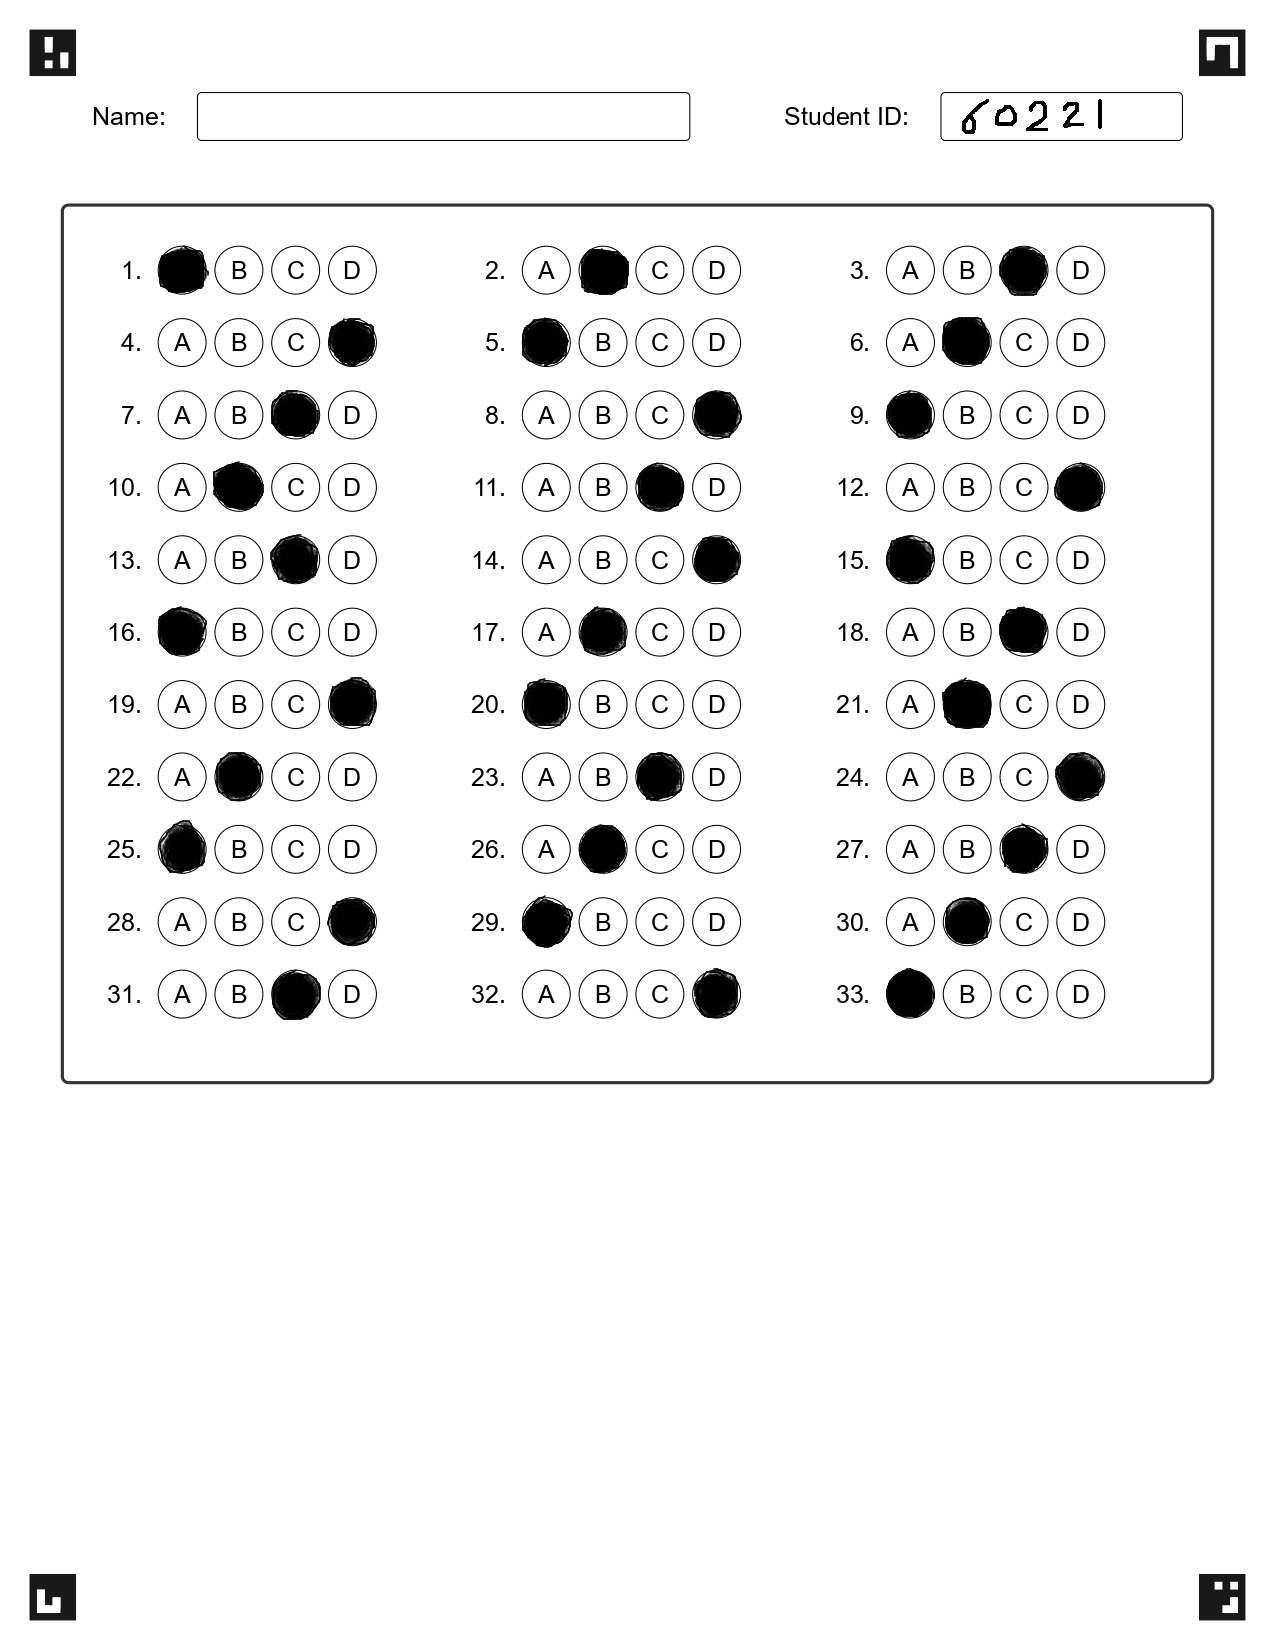 Name: Student ID: 60221
1. B C D 2. A C D 3. A B D
4. A B C 5. B C D 6. A C D
7. A B D 8. A B C 9. B C D
10. A C D 11. A B D 12. A B C
13. A B D 14. A B C 15. B C D
16. B C D 17. A C D 18. A B D
19. A B C 20. B C D 21. A C D
22. A C D 23. A B D 24. A B C
25. B C D 26. A C D 27. A B D
28. A B C 29. B C D 30. A C D
31. A B D 32. A B C 33. B C D